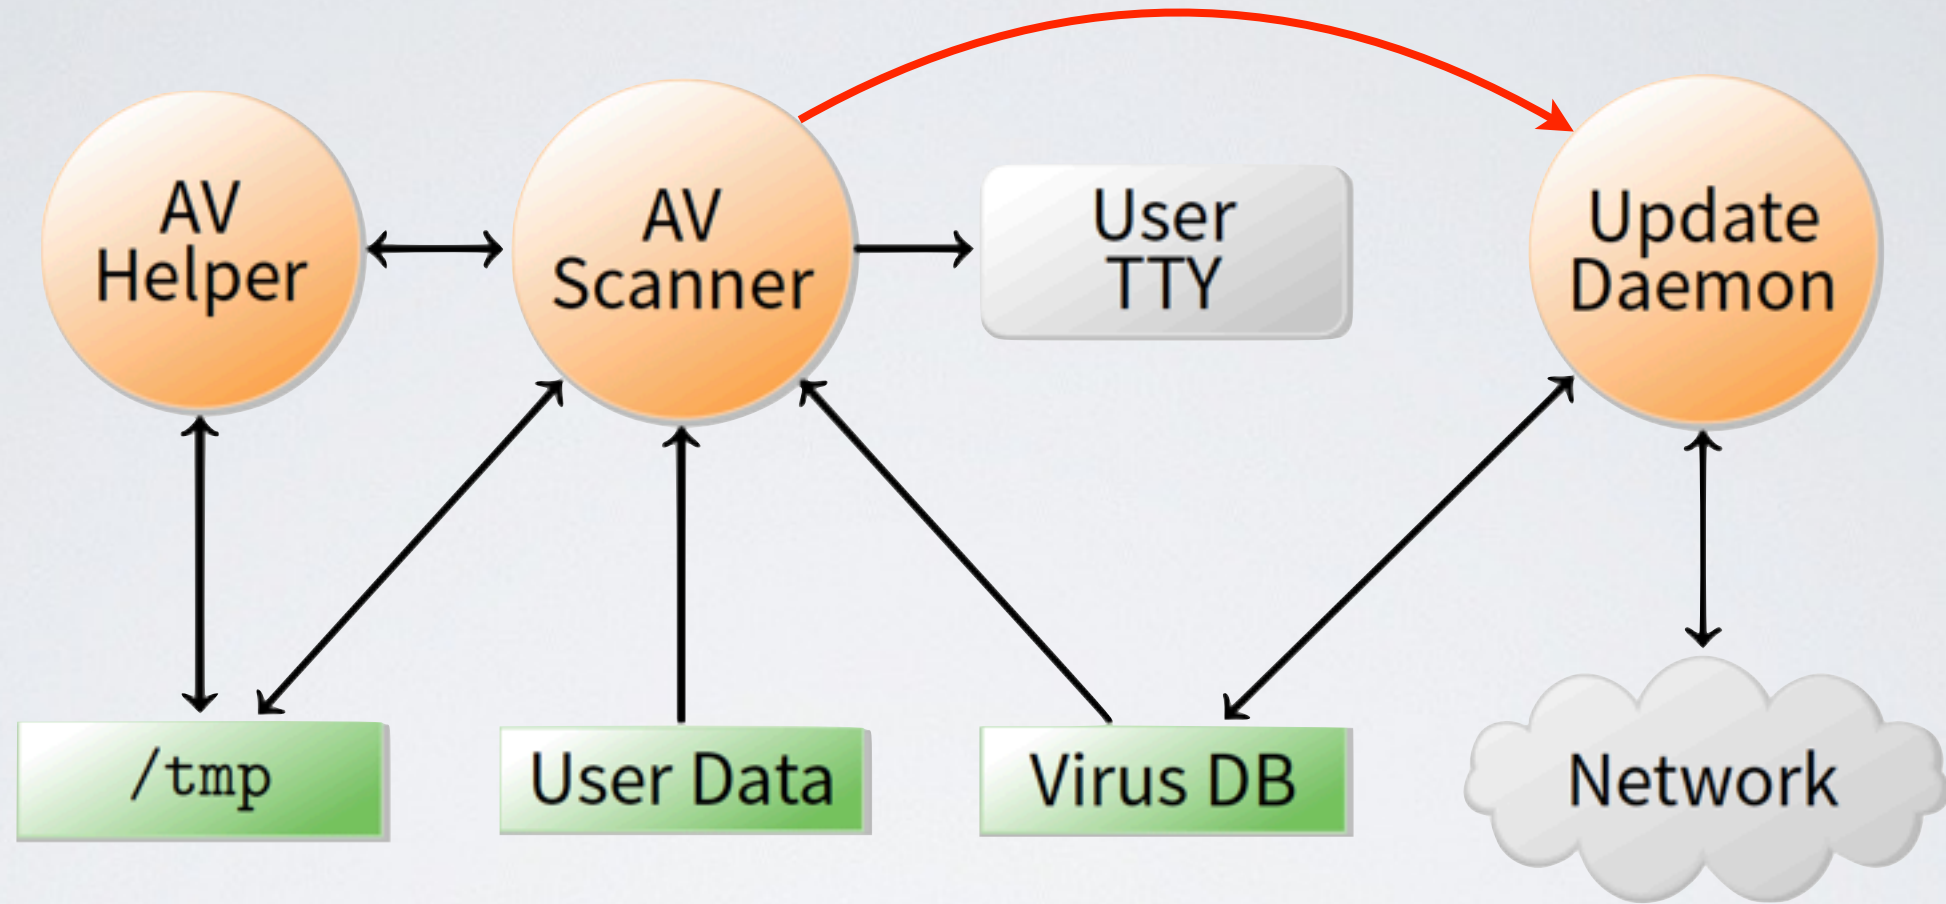 AV
Helper
AV
Scanner
User
TTY
Update
Daemon
/tmp
User Data
Virus DB
Network